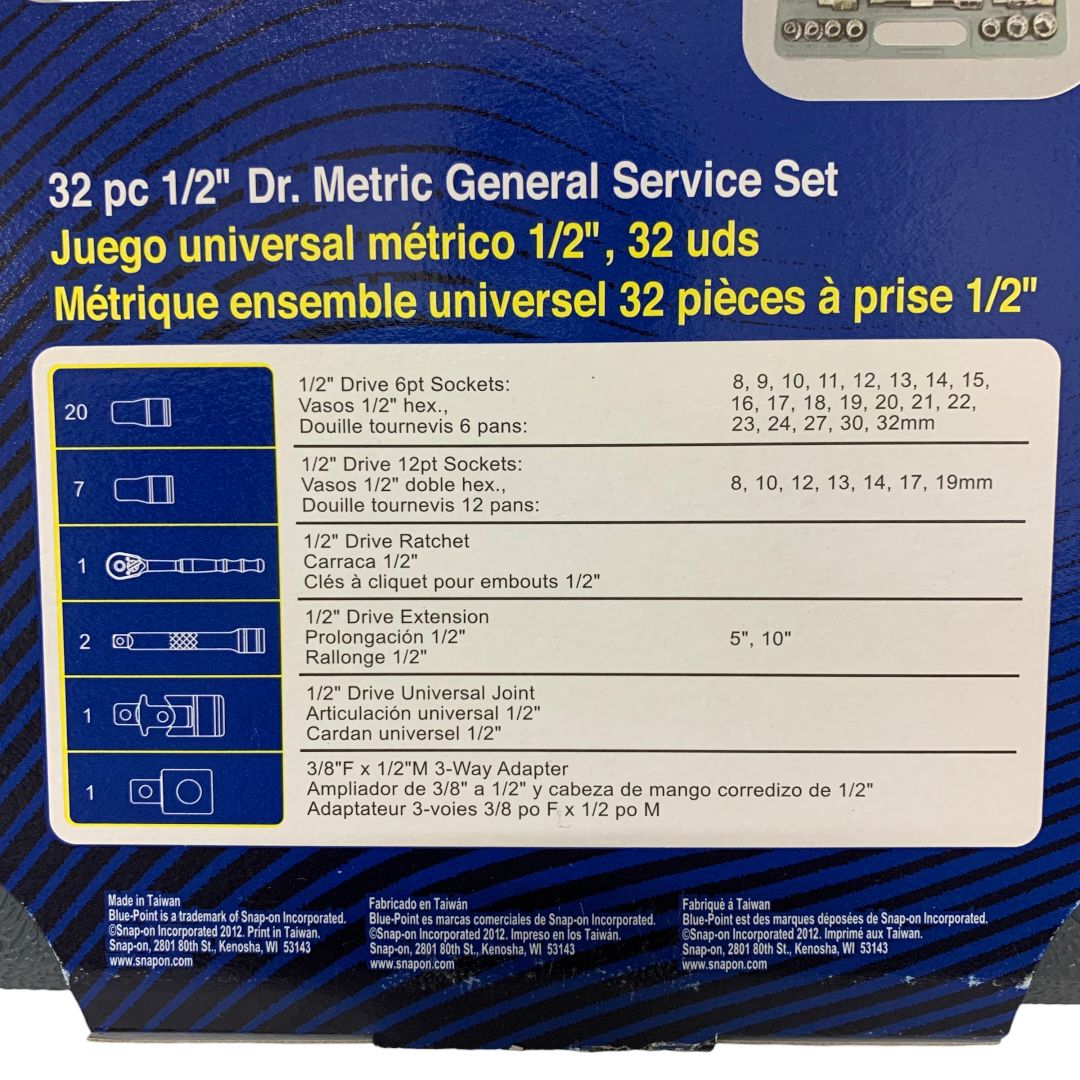 32 pc 1/2" Dr. Metric General Service Set
Juego universal métrico 1/2", 32 uds
Métrique ensemble universel 32 pièces à prise 1/2"
20
1/2" Drive 6pt Sockets:
Vasos 1/2" hex.,
Douille tournevis 6 pans:
8, 9, 10, 11, 12, 13, 14, 15,
16, 17, 18, 19, 20, 21, 22,
23, 24, 27, 30, 32mm
7
1/2" Drive 12pt Sockets:
Vasos 1/2" doble hex.,
Douille tournevis 12 pans:
8, 10, 12, 13, 14, 17, 19mm
1
1/2" Drive Ratchet
Carraca 1/2"
Clés à cliquet pour embouts 1/2"
2
1/2" Drive Extension
Prolongación 1/2"
Rallonge 1/2"
5", 10"
1
1/2" Drive Universal Joint
Articulación universal 1/2"
Cardan universel 1/2"
1
3/8"F x 1/2"M 3-Way Adapter
Ampliador de 3/8" a 1/2" y cabeza de mango corredizo de 1/2"
Adaptateur 3-voies 3/8 po F x 1/2 po M
Made in Taiwan
Blue-Point is a trademark of Snap-on Incorporated.
©Snap-on Incorporated 2012. Print in Taiwan.
Snap-on, 2801 80th St., Kenosha, WI 53143
www.snapon.com
Fabricado en Taiwán
Blue-Point es marcas comerciales de Snap-on Incorporated.
©Snap-on Incorporated 2012. Impreso en los Taiwán.
Snap-on, 2801 80th St., Kenosha, WI 53143
www.snapon.com
Fabriqué à Taiwan
Blue-Point est des marques déposées de Snap-on Incorporated.
©Snap-on Incorporated 2012. Imprimé aux Taiwan.
Snap-on, 2801 80th St., Kenosha, WI 53143
www.snapon.com